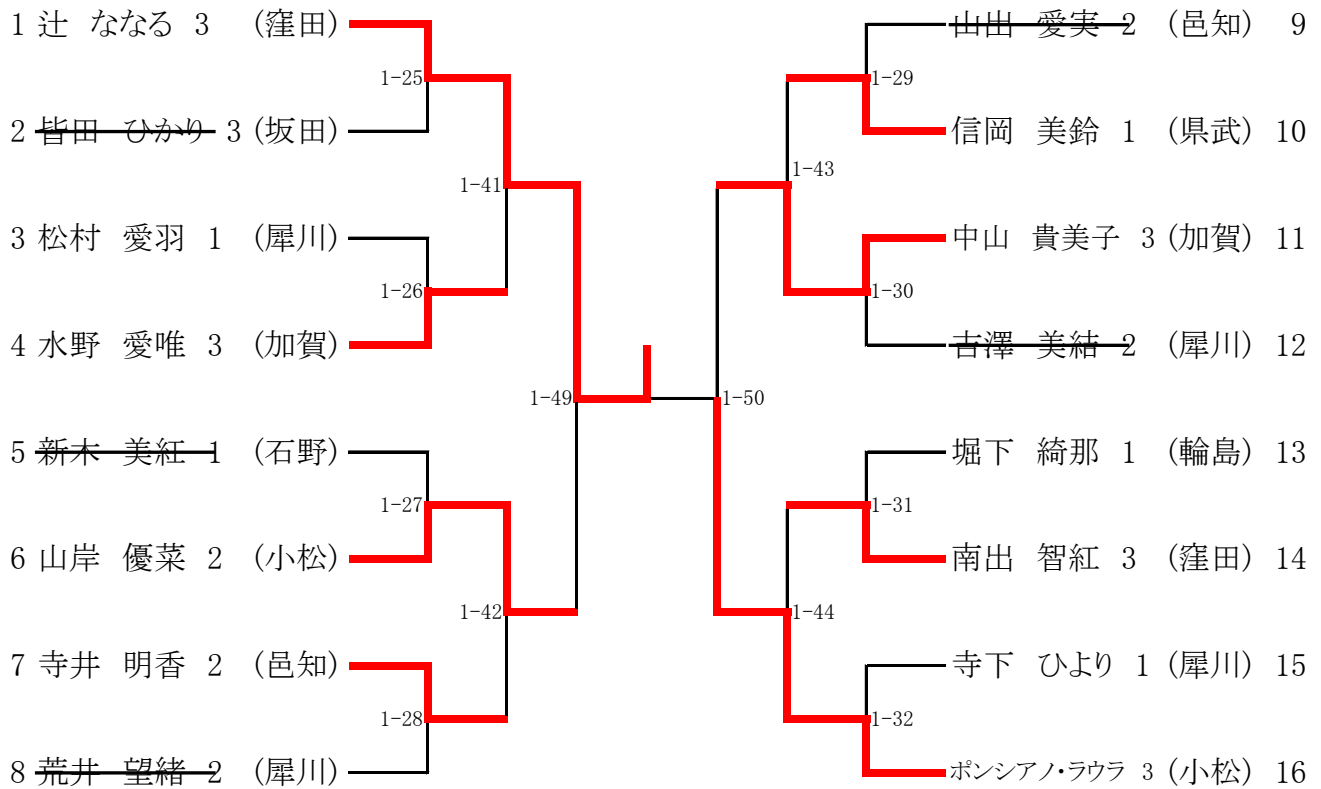 1 辻 ななる 3 (窪田)
1-25
2 皆田 ひかり 3 (坂田)
1-41
3 松村 愛羽 1 (犀川)
1-26
4 水野 愛唯 3 (加賀)
1-49
5 新木 美紅 1 (石野)
1-27
6 山岸 優菜 2 (小松)
1-42
7 寺井 明香 2 (邑知)
1-28
8 荒井 望緒 2 (犀川)
山出 愛実 2 (邑知) 9
1-29
信岡 美鈴 1 (県武) 10
1-43
中山 貴美子 3 (加賀) 11
1-30
吉澤 美結 2 (犀川) 12
1-50
堀下 綺那 1 (輪島) 13
1-31
南出 智紅 3 (窪田) 14
1-44
寺下 ひより 1 (犀川) 15
1-32
ポンシアノ・ラウラ 3 (小松) 16